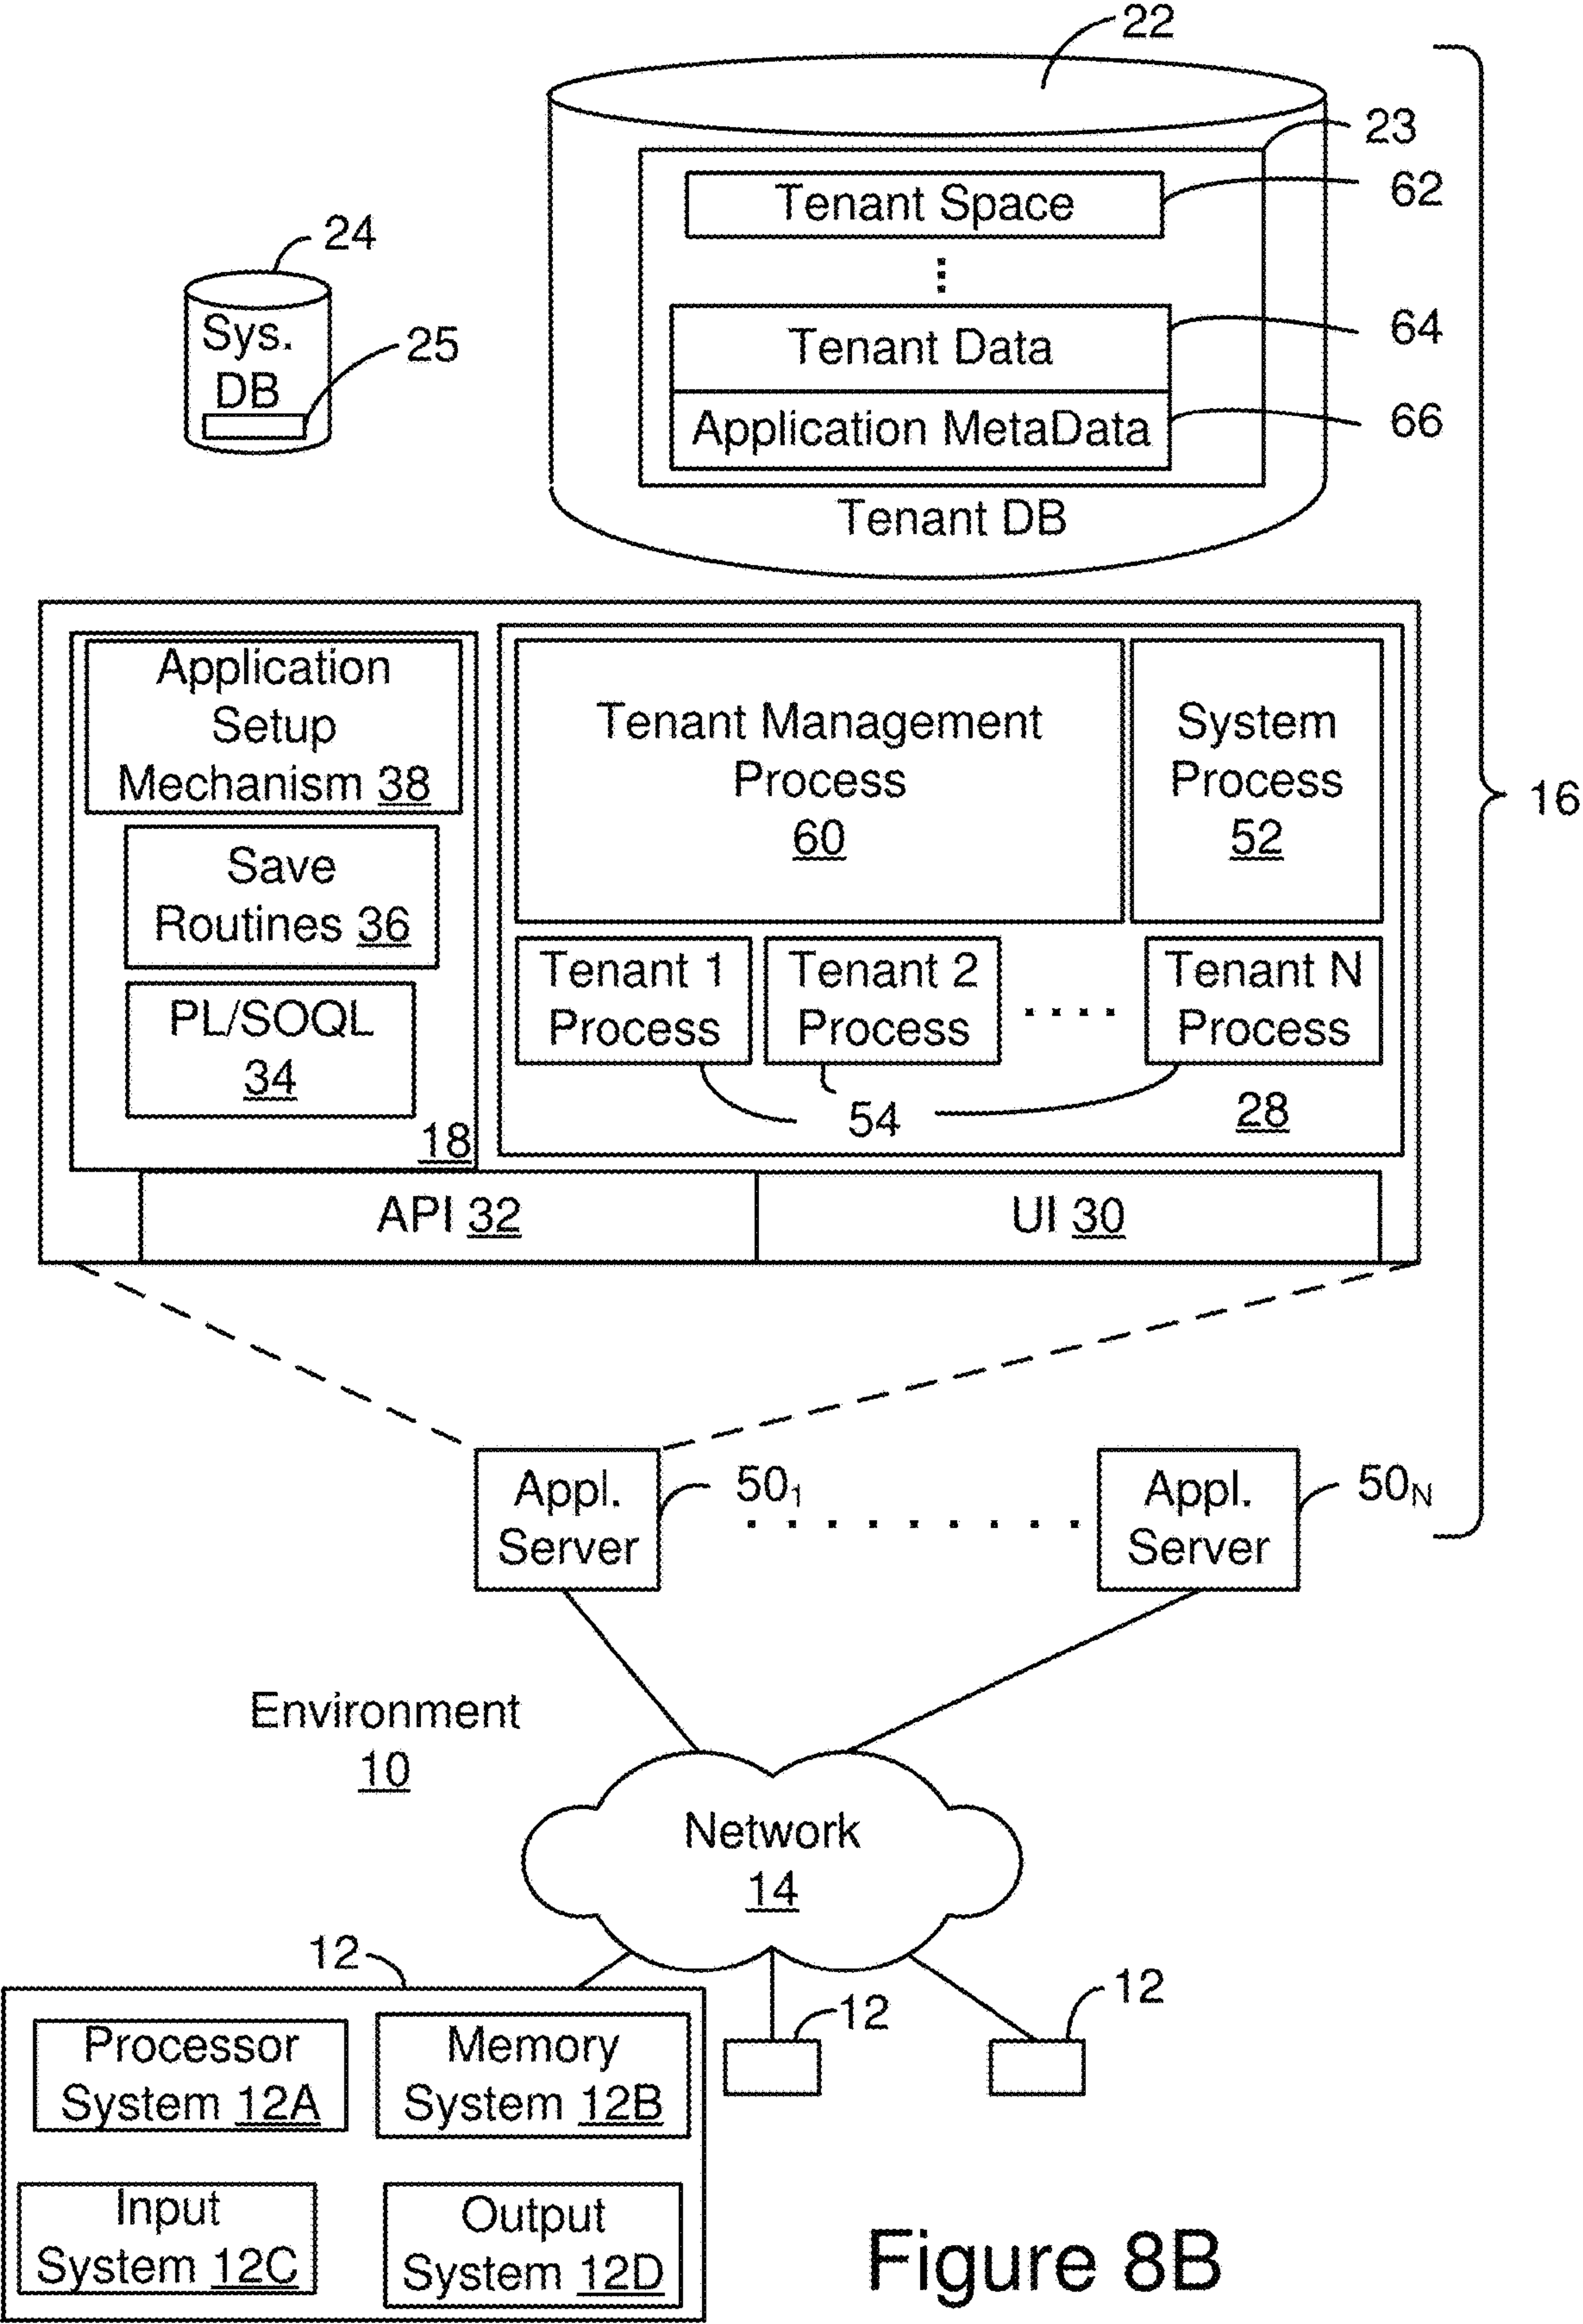 22
23
Tenant Space
62
24
Sys.
DB
25
Tenant Data
64
Application MetaData
66
Tenant DB
Application
Setup
Mechanism 38
Tenant Management
Process
60
System
Process
52
16
Save
Routines 36
Tenant 1
Process
Tenant 2
Process
Tenant N
Process
PL/SOQL
34
54
28
18
API 32
UI 30
Appl.
Server
50₁
Appl.
Server
50N
Environment
10
Network
14
12
12
12
Processor
System 12A
Memory
System 12B
Input
System 12C
Output
System 12D
Figure 8B